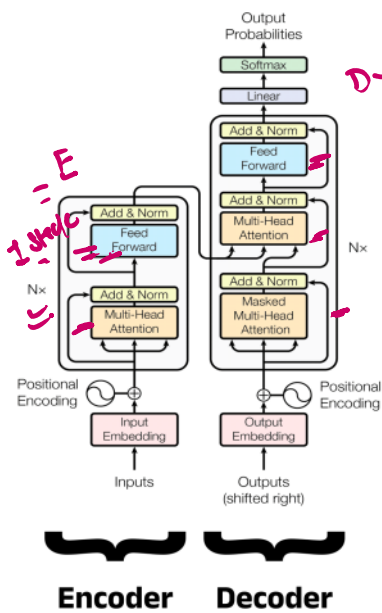 Output
Probabilities
Softmax
Linear
Add & Norm
Feed
Forward
Add & Norm
Multi-Head
Attention
Add & Norm
Masked
Multi-Head
Attention
Nx
Positional
Encoding
Output
Embedding
Outputs
(shifted right)
D-
E
Add & Norm
Feed
Forward
Add & Norm
Multi-Head
Attention
Nx
Positional
Encoding
Input
Embedding
Inputs
Encoder
Decoder